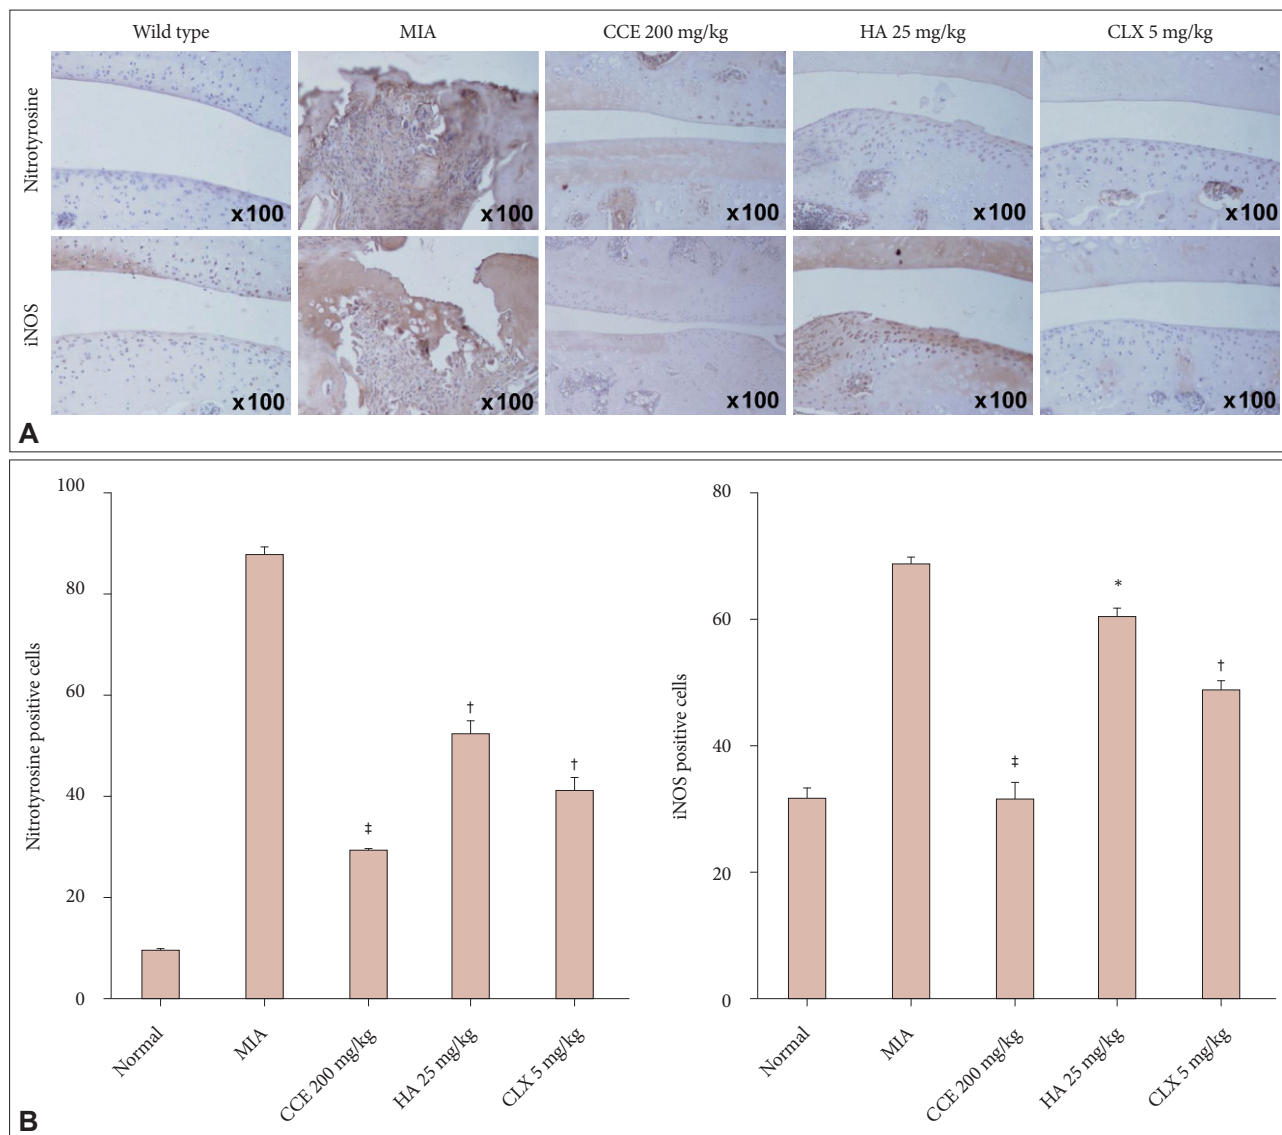 Wild type MIA CCE 200 mg/kg HA 25 mg/kg CLX 5 mg/kg
Nitrotyrosine
x100 x100 x100 x100 x100
iNOS
x100 x100 x100 x100 x100
A
Nitrotyrosine positive cells
100
80
60
40
20
0
‡
†
†
Normal MIA CCE 200 mg/kg HA 25 mg/kg CLX 5 mg/kg
iNOS positive cells
80
60
40
20
0
‡
*
†
Normal MIA CCE 200 mg/kg HA 25 mg/kg CLX 5 mg/kg
B